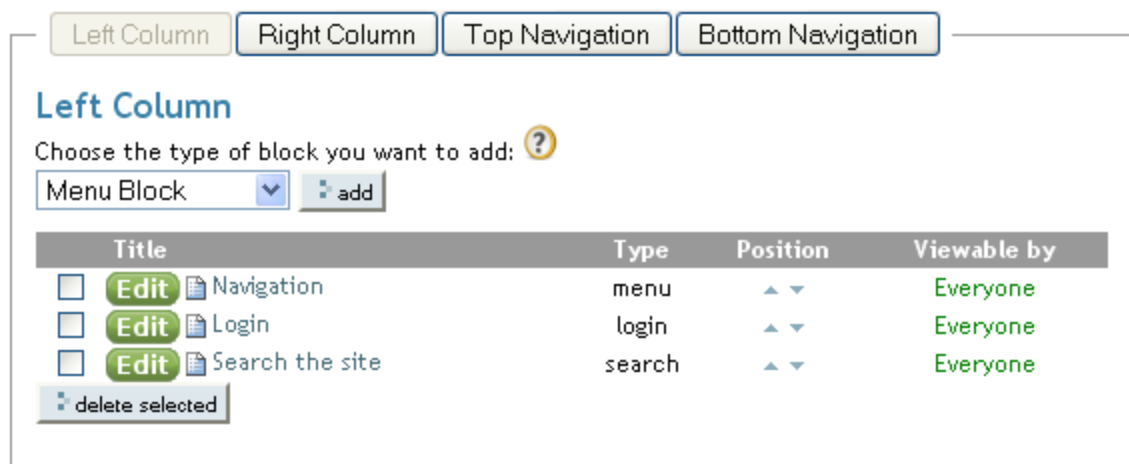 Left Column Right Column Top Navigation Bottom Navigation
Left Column
Choose the type of block you want to add: ?
Menu Block add
Title Type Position Viewable by
Edit Navigation menu Everyone
Edit Login login Everyone
Edit Search the site search Everyone
delete selected